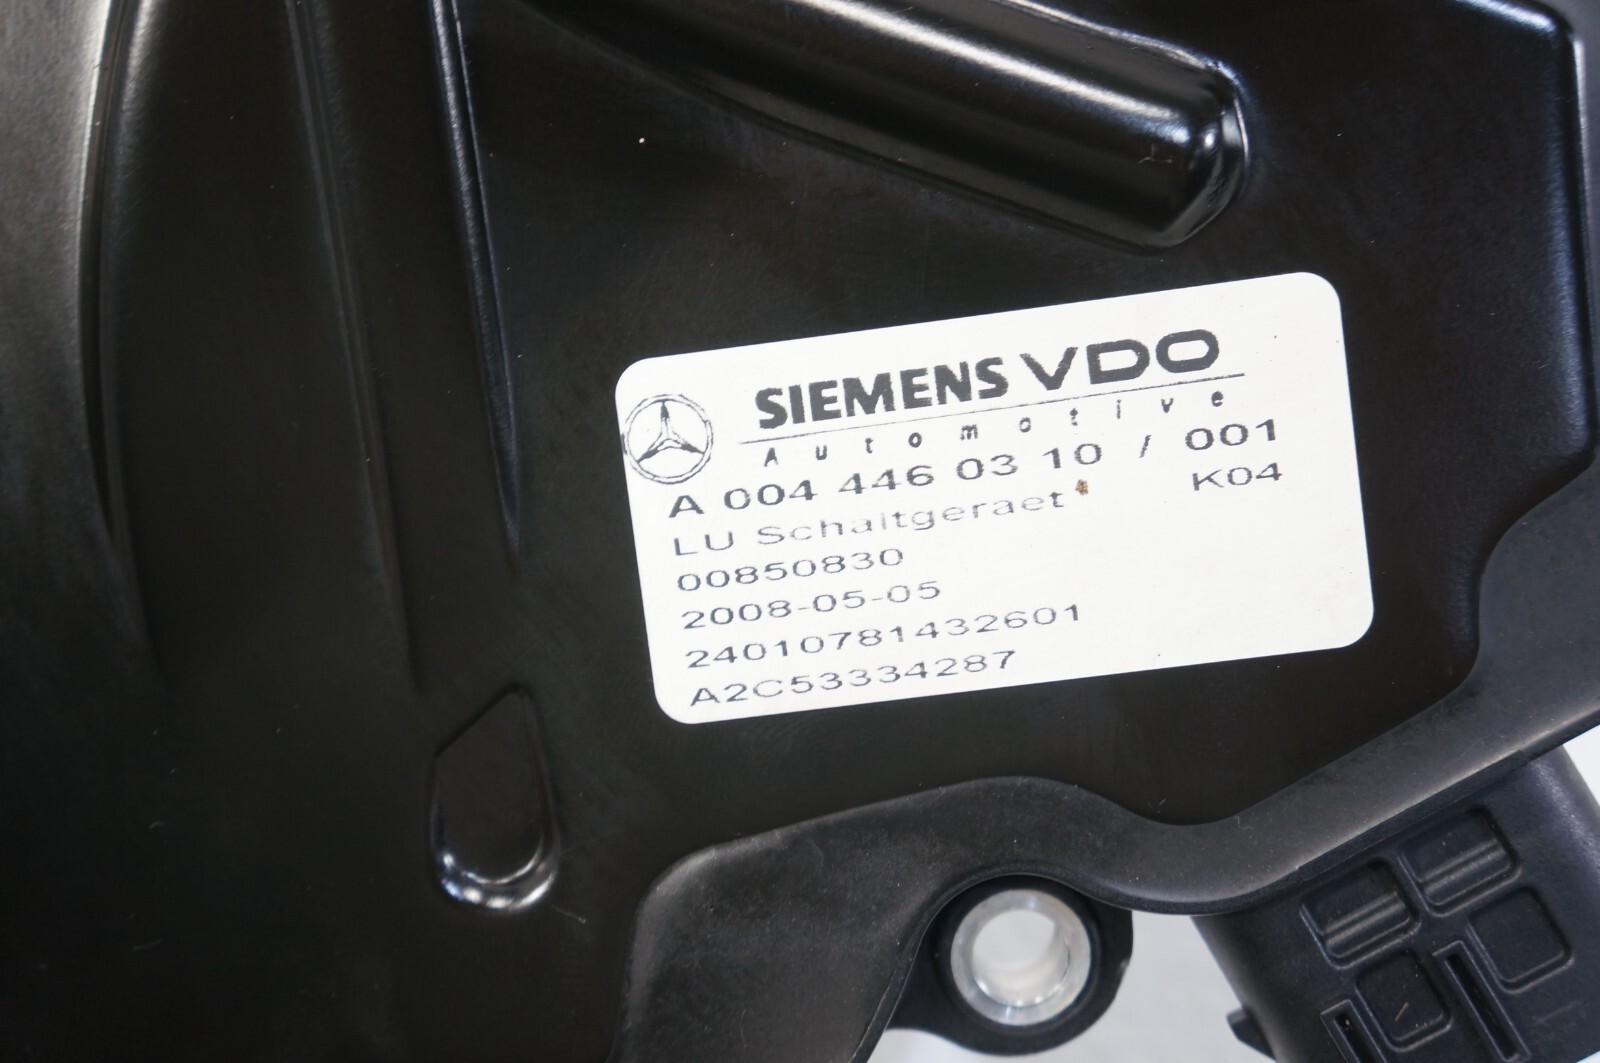 SIEMENS VDO
Automotive
A 004 446 03 10 / 001
LU Schaltgeraet K04
00850830
2008-05-05
24010781432601
A2C53334287